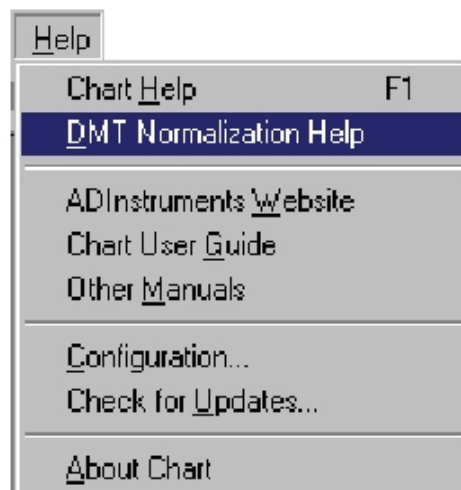 Help
Chart Help F1
DMT Normalization Help
ADInstruments Website
Chart User Guide
Other Manuals
Configuration...
Check for Updates...
About Chart